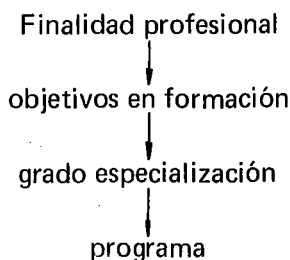 Finalidad profesional
objetivos en formación
grado especialización
programa